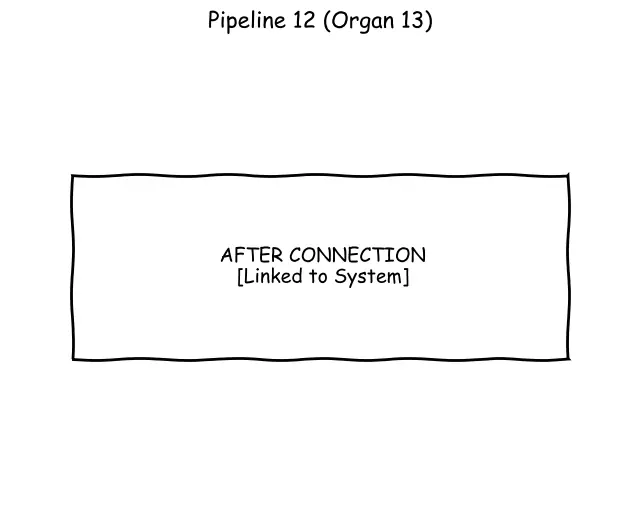 Pipeline 12 (Organ 13)
AFTER CONNECTION
[Linked to System]